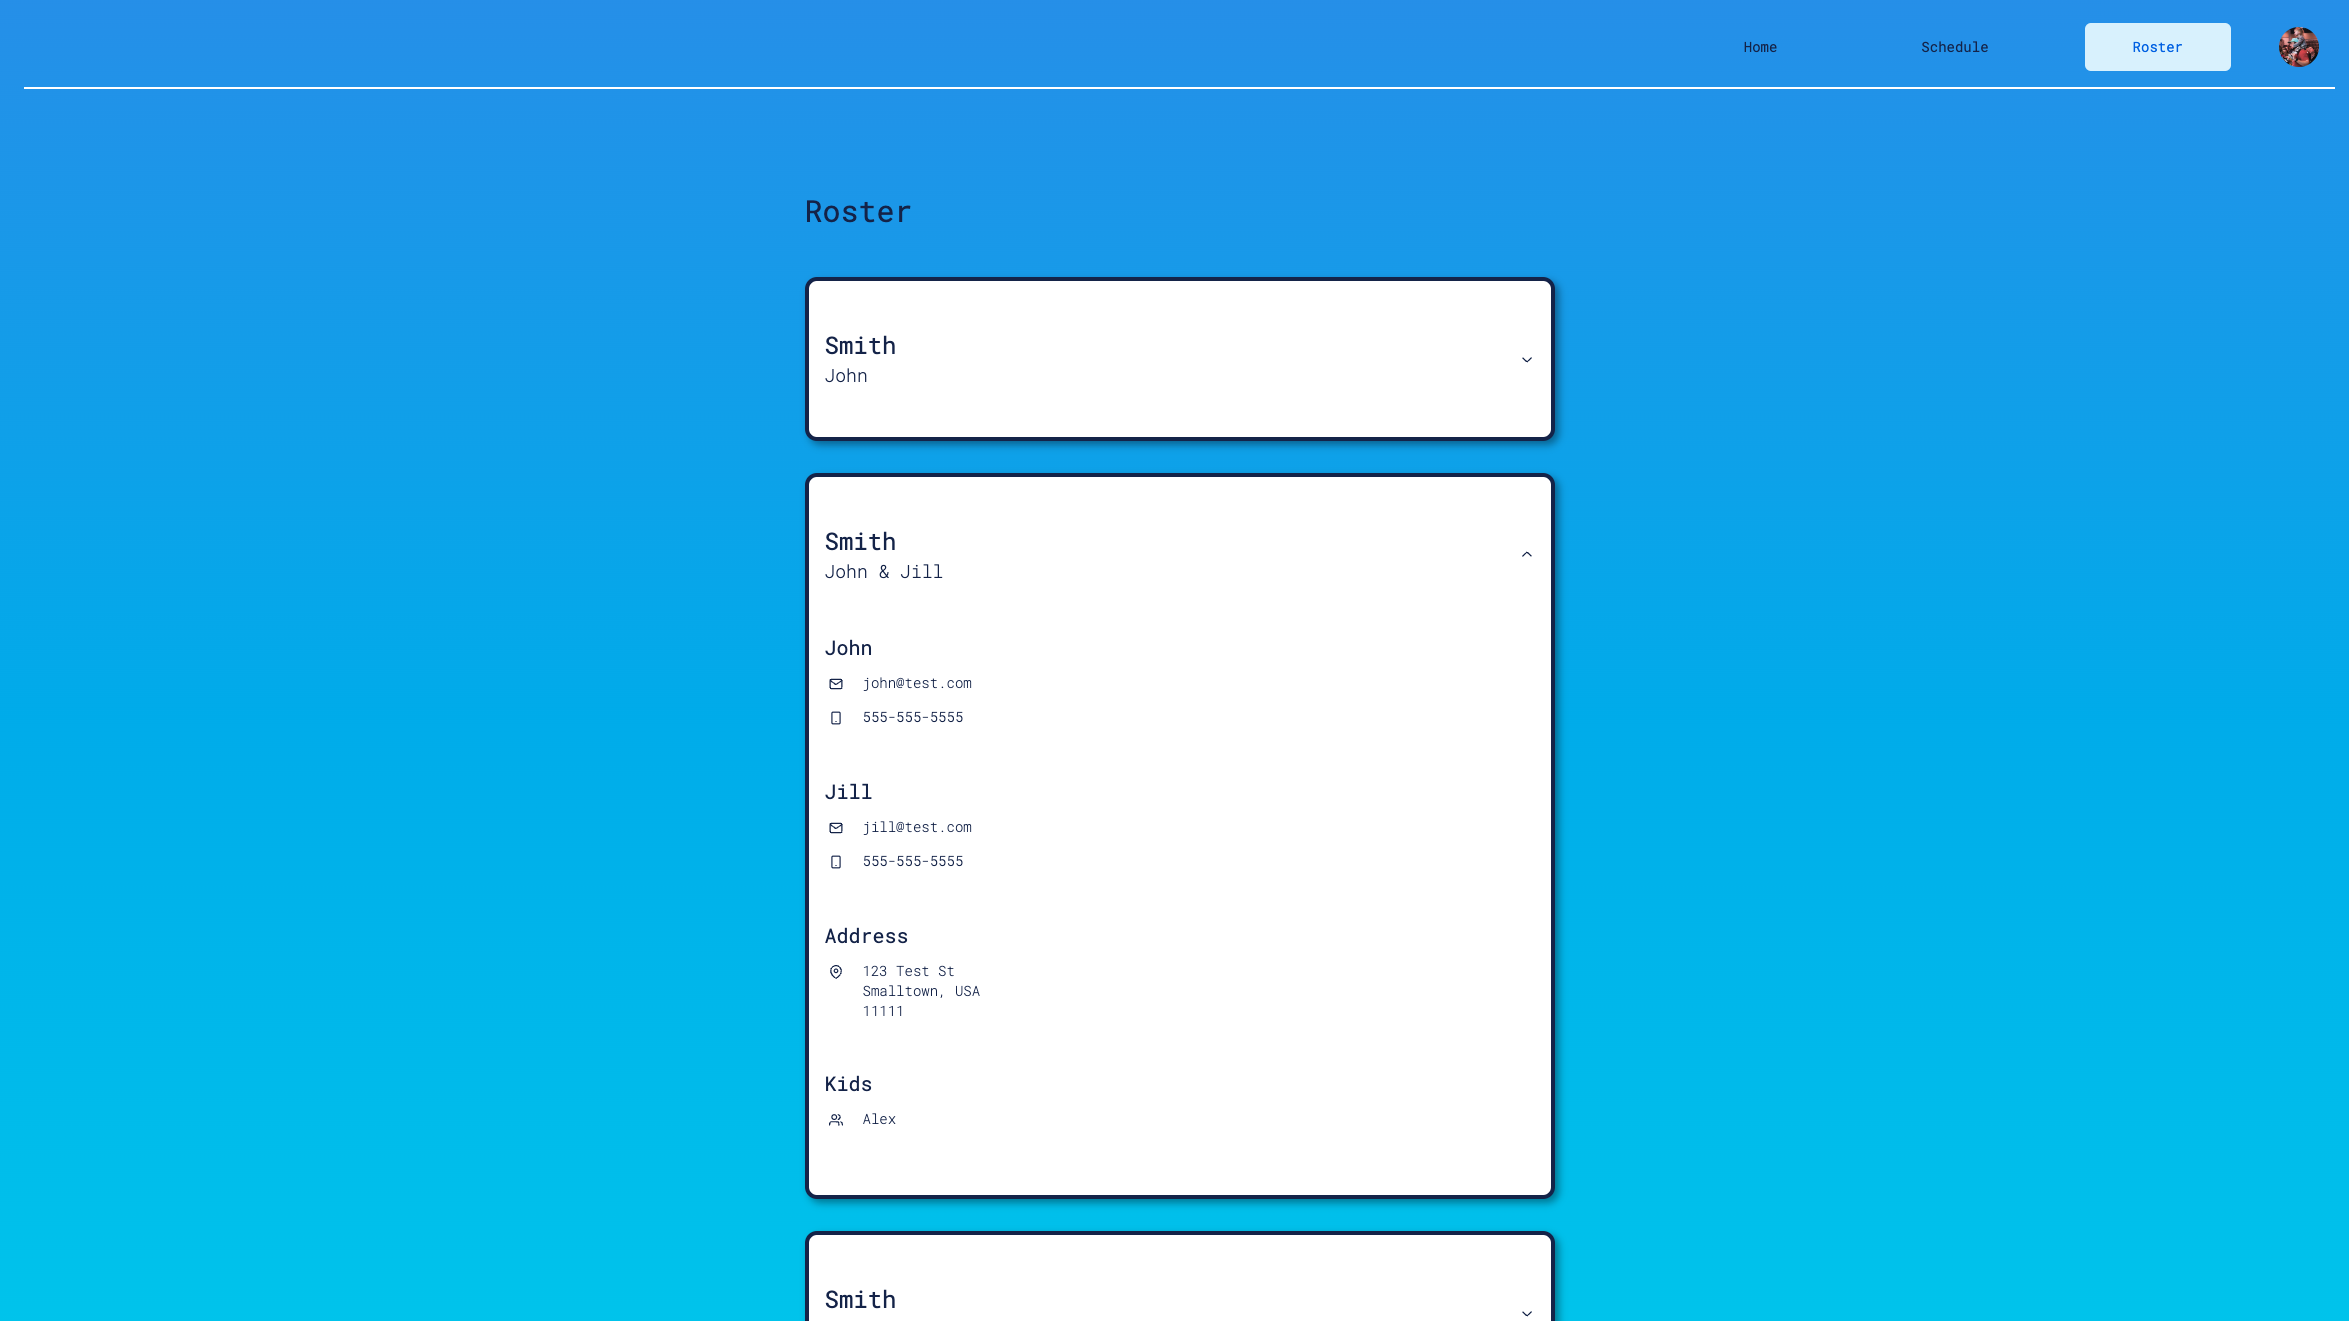 Home
Schedule
Roster
Roster
Smith
John
Smith
John & Jill
John
john@test.com
555-555-5555
Jill
jill@test.com
555-555-5555
Address
123 Test St
Smalltown, USA
11111
Kids
Alex
Smith